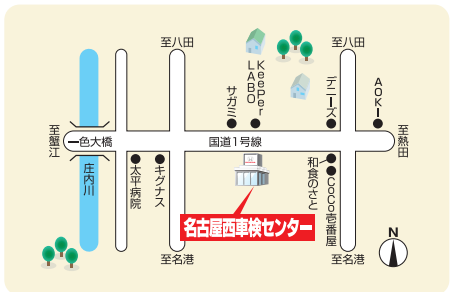 至八田
至八田
サガミ
KeePer
LABO
デニーズ
AOKI
至蟹江
一色大橋
国道1号線
至熱田
庄内川
太平病院
キグナス
和食のさと
CoCo壱番屋
名古屋西車検センター
至名港
至名港
N